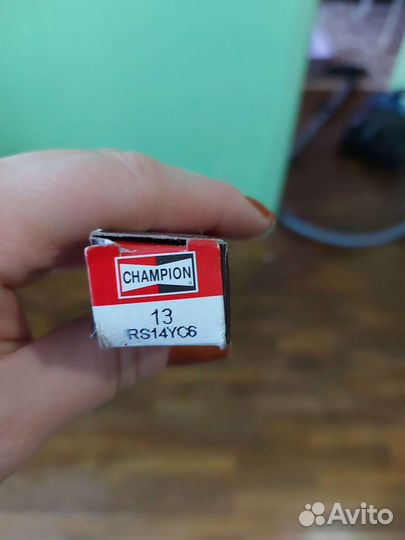 CHAMPION
13
RS14YC6
Avito